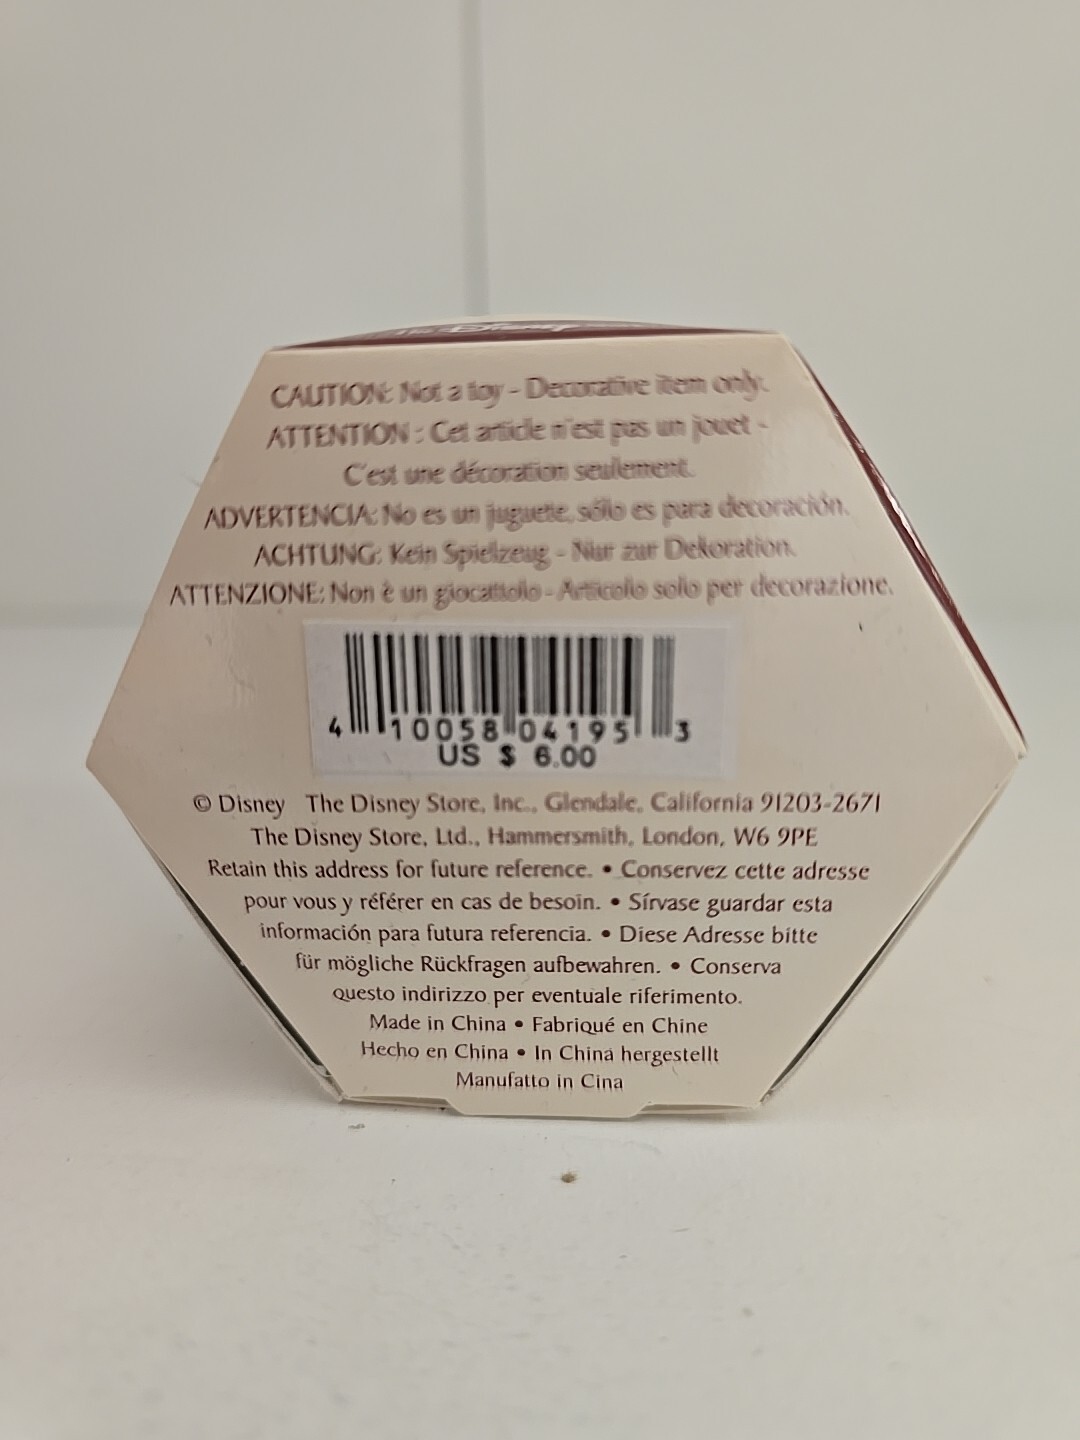 Disney
CAUTION: Not a toy - Decorative item only.
ATTENTION : Cet article n'est pas un jouet -
C'est une décoration seulement.
ADVERTENCIA: No es un juguete, sólo es para decoración.
ACHTUNG: Kein Spielzeug - Nur zur Dekoration.
ATTENZIONE: Non è un giocattolo - Articolo solo per decorazione.
4 10058 04195 3
US $ 6.00
© Disney The Disney Store, Inc., Glendale, California 91203-2671
The Disney Store, Ltd., Hammersmith, London, W6 9PE
Retain this address for future reference. • Conservez cette adresse
pour vous y référer en cas de besoin. • Sírvase guardar esta
información para futura referencia. • Diese Adresse bitte
für mögliche Rückfragen aufbewahren. • Conserva
questo indirizzo per eventuale riferimento.
Made in China • Fabriqué en Chine
Hecho en China • In China hergestellt
Manufatto in Cina